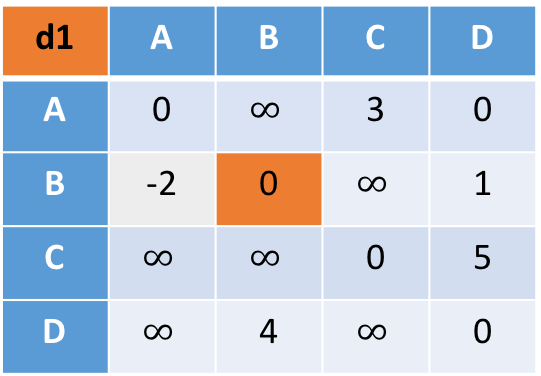 d1 A B C D
A 0 ∞ 3 0
B -2 0 ∞ 1
C ∞ ∞ 0 5
D ∞ 4 ∞ 0